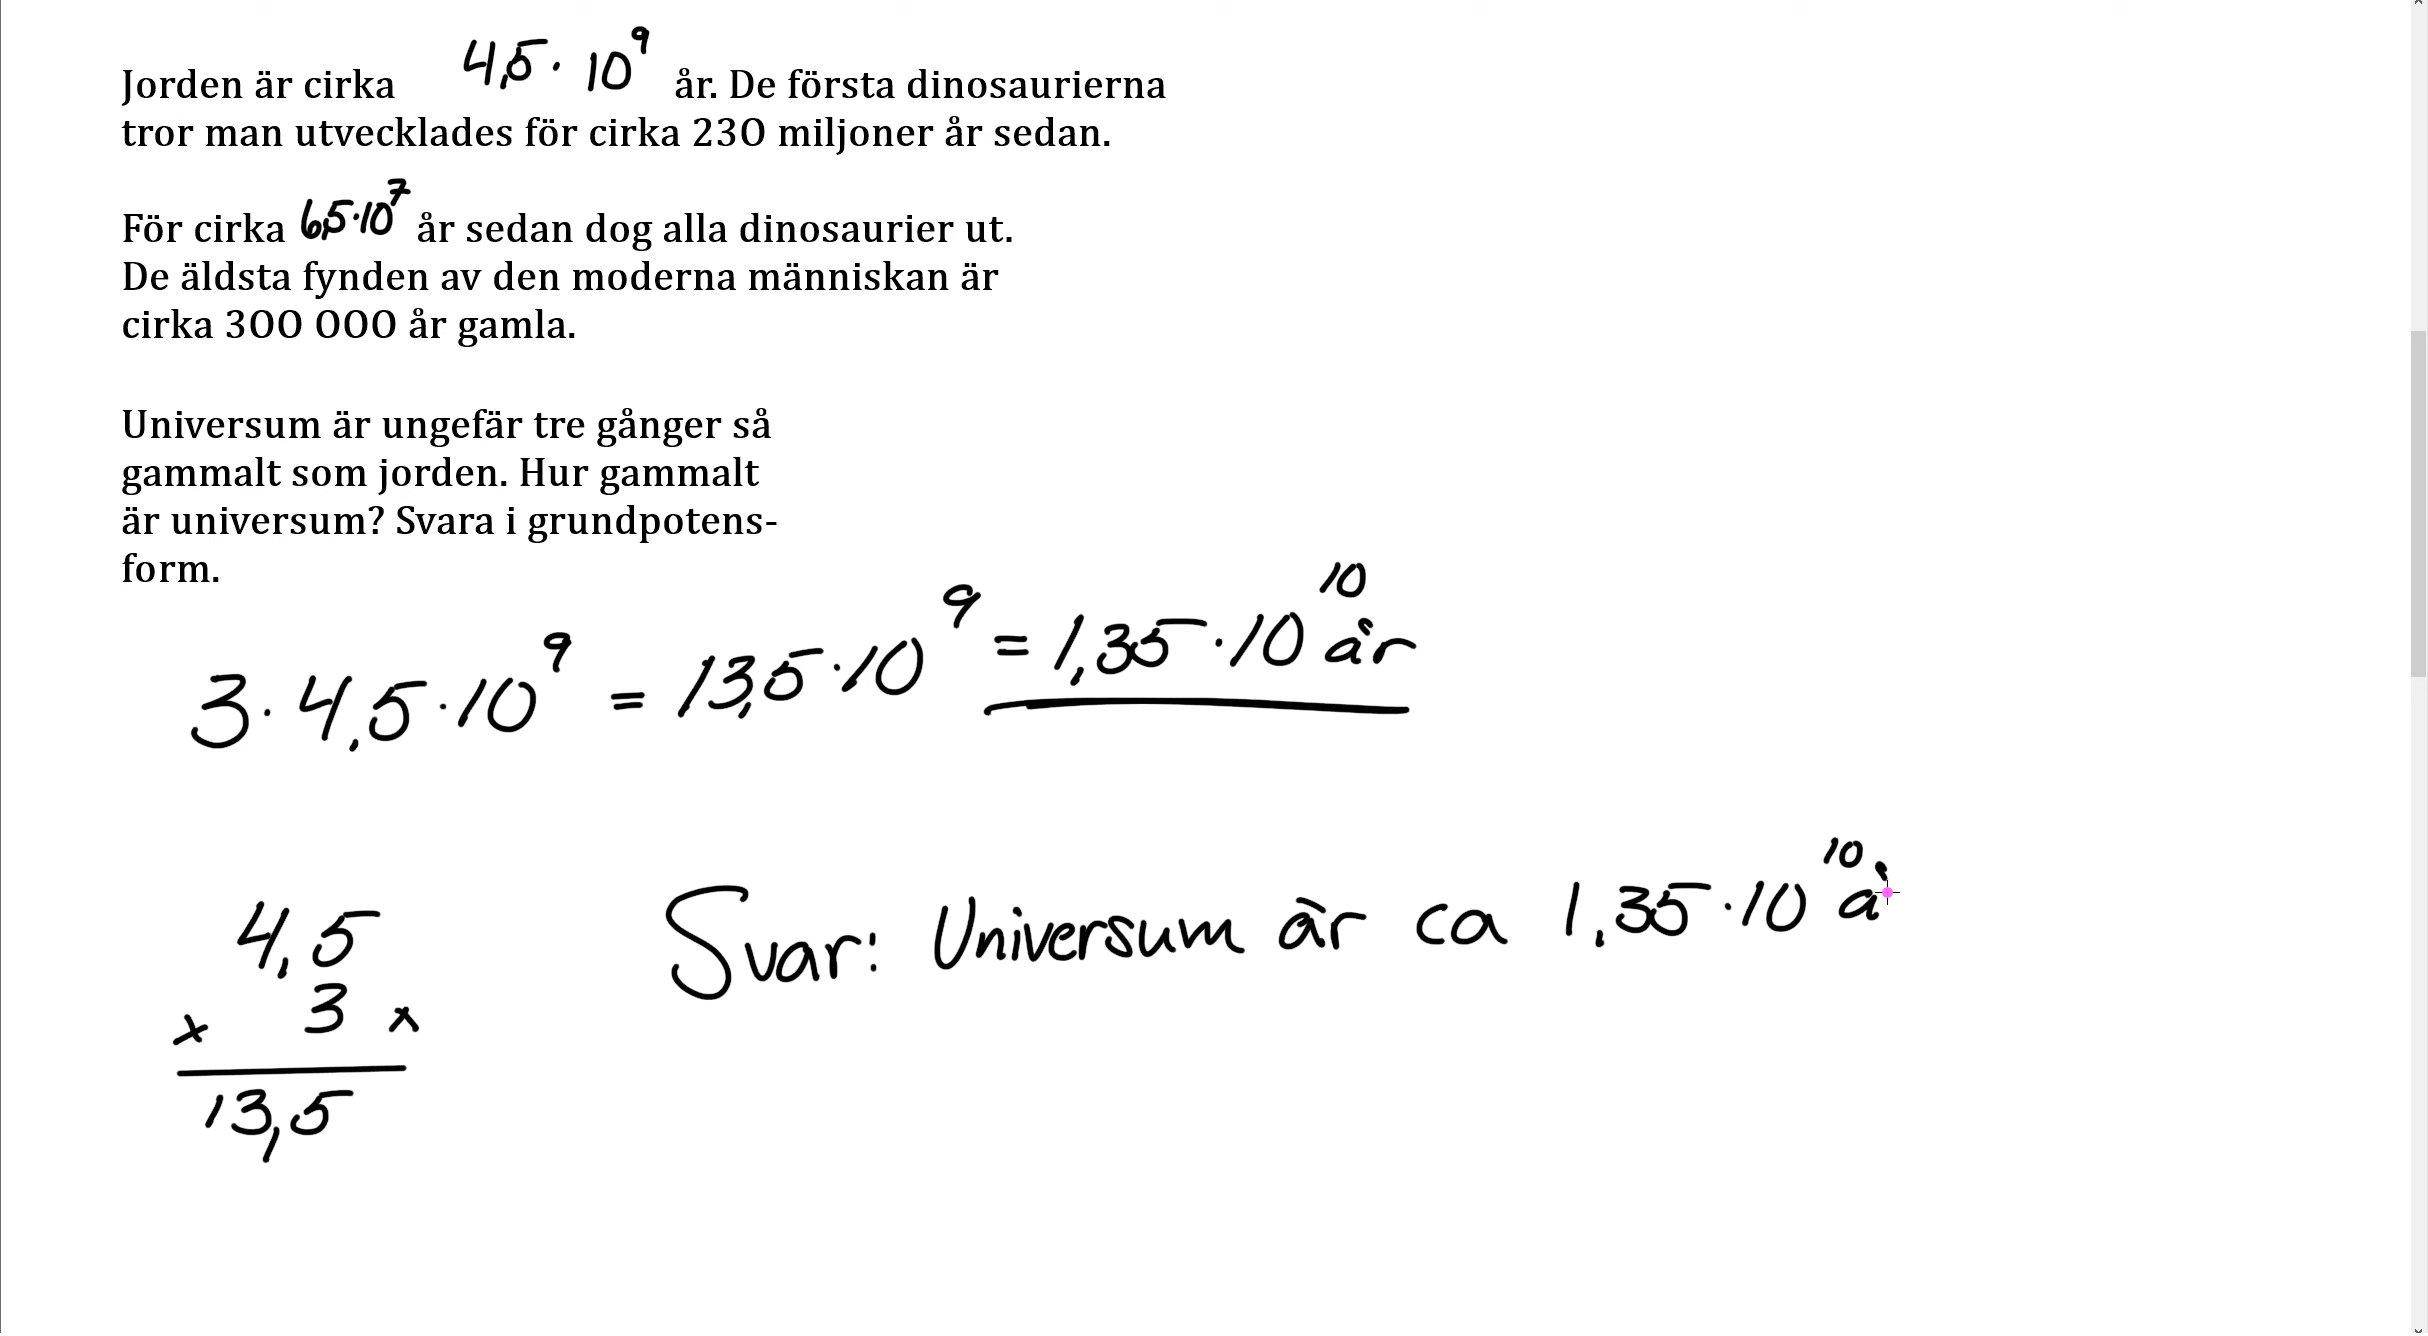 Jorden är cirka 4,5 · 10⁹ år. De första dinosaurierna
tror man utvecklades för cirka 230 miljoner år sedan.
För cirka 6,5·10⁷ år sedan dog alla dinosaurier ut.
De äldsta fynden av den moderna människan är
cirka 300 000 år gamla.
Universum är ungefär tre gånger så
gammalt som jorden. Hur gammalt
är universum? Svara i grundpotens-
form.
3 · 4,5 · 10⁹ = 13,5 · 10⁹ = 1,35 · 10¹⁰ år
4,5
x 3 x
13,5
Svar: Universum är ca 1,35 · 10¹⁰ å